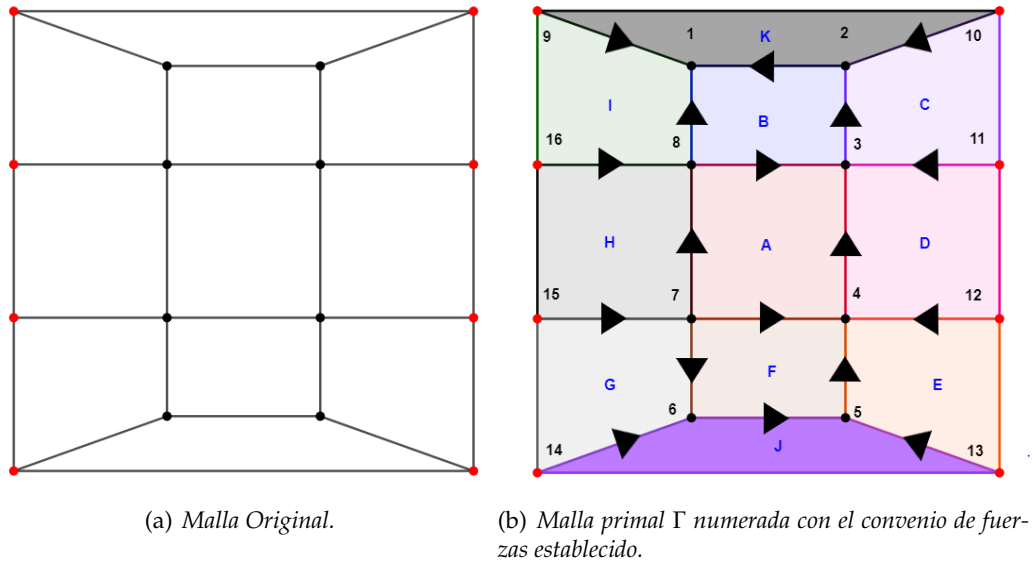 9
1
K
2
10
I
B
C
16
8
3
11
H
A
D
15
7
4
12
G
F
E
6
5
14
J
13
(a) Malla Original.
(b) Malla primal Γ numerada con el convenio de fuer-
zas establecido.